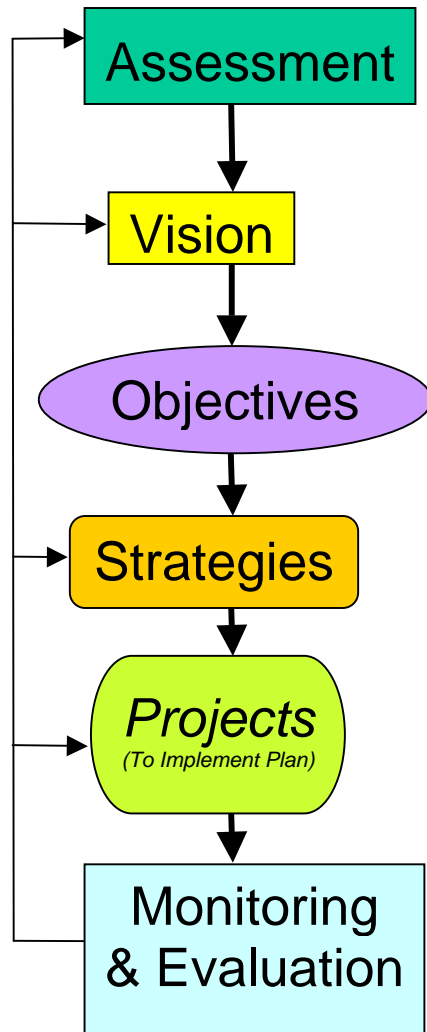 Assessment
Vision
Objectives
Strategies
Projects
(To Implement Plan)
Monitoring
& Evaluation